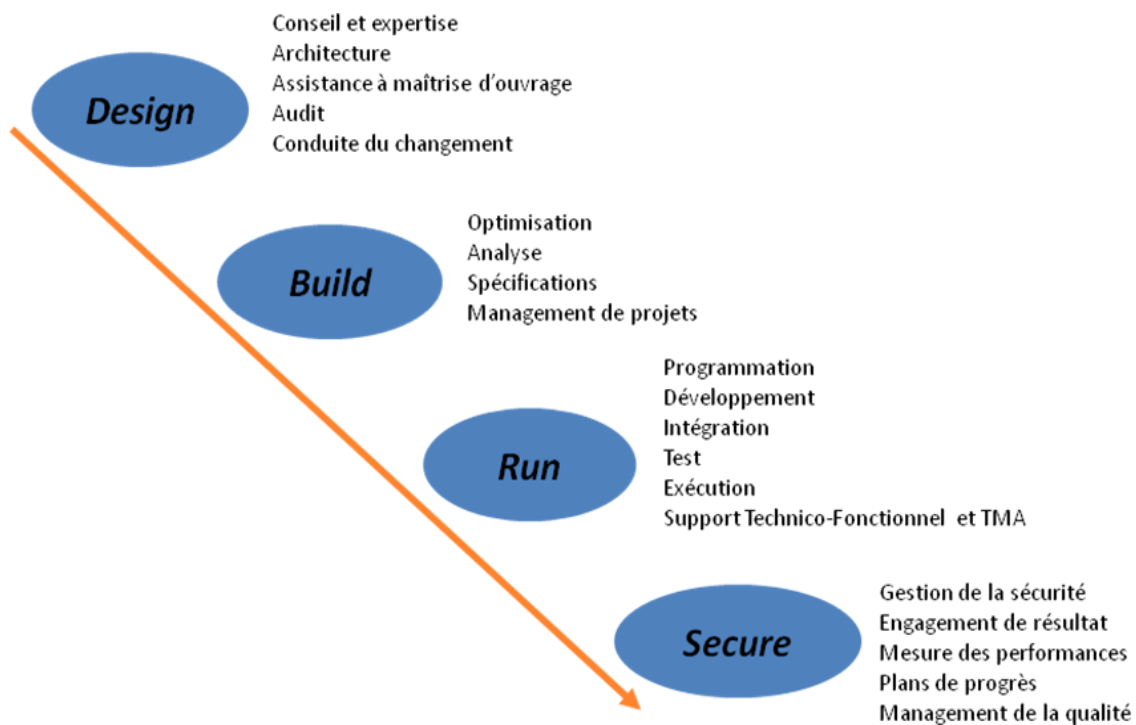 Design
Conseil et expertise
Architecture
Assistance à maîtrise d'ouvrage
Audit
Conduite du changement
Build
Optimisation
Analyse
Spécifications
Management de projets
Run
Programmation
Développement
Intégration
Test
Exécution
Support Technico-Fonctionnel et TMA
Secure
Gestion de la sécurité
Engagement de résultat
Mesure des performances
Plans de progrès
Management de la qualité